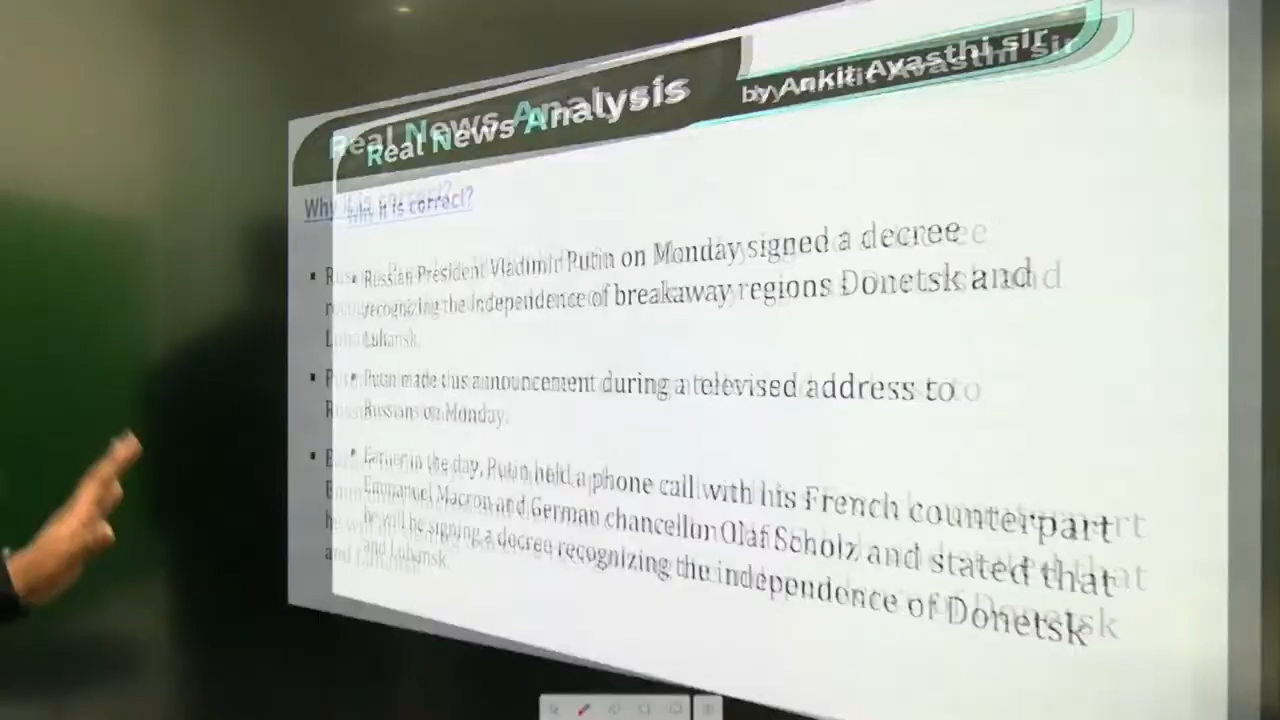 Real News Analysis
by Ankit Avasthi sir
Why it is correct?
▪ Russian President Vladimir Putin on Monday signed a decree
recognizing the independence of breakaway regions Donetsk and
Luhansk.
▪ Putin made this announcement during a televised address to
Russians on Monday.
▪ Earlier in the day, Putin held a phone call with his French counterpart
Emmanuel Macron and German chancellor Olaf Scholz and stated that
he will be signing a decree recognizing the independence of Donetsk
and Luhansk.